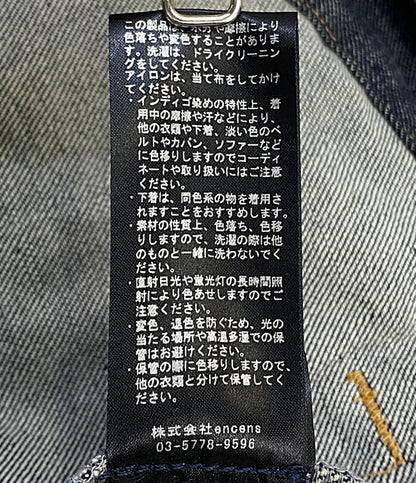 この製品は、水分や摩擦により
色落ちや変色することがありま
す。洗濯は、ドライクリーニン
グをしてください。
アイロンは、当て布をしてかけ
てください。
・インディゴ染めの特性上、着
用中の摩擦や汗などにより、
他の衣類や下着、淡い色のベ
ルトやカバン、ソファーなど
に色移りしますのでコーディ
ネートや取り扱いにはご注意
ください。
・下着は、同色系の物を着用さ
れますことをおすすめします。
・素材の性質上、色落ち、色移
りしますので、洗濯の際は他
のものと一緒に洗わないでく
ださい。
・直射日光や蛍光灯の長時間照
射により色あせしますのでご
注意ください。
・変色、退色を防ぐため、光の
当たる場所や高温多湿での保
管はお避けください。
・保管の際に色移りしますので、
他の衣類と分けて保管してく
ださい。
株式会社encens
03-5778-9596